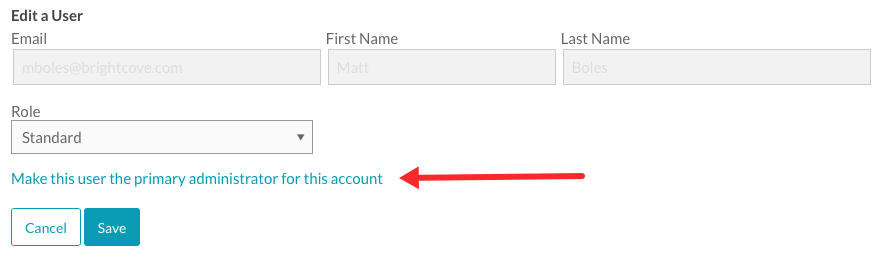 Edit a User
Email First Name Last Name
mboles@brightcove.com Matt Boles
Role
Standard
Make this user the primary administrator for this account
Cancel Save